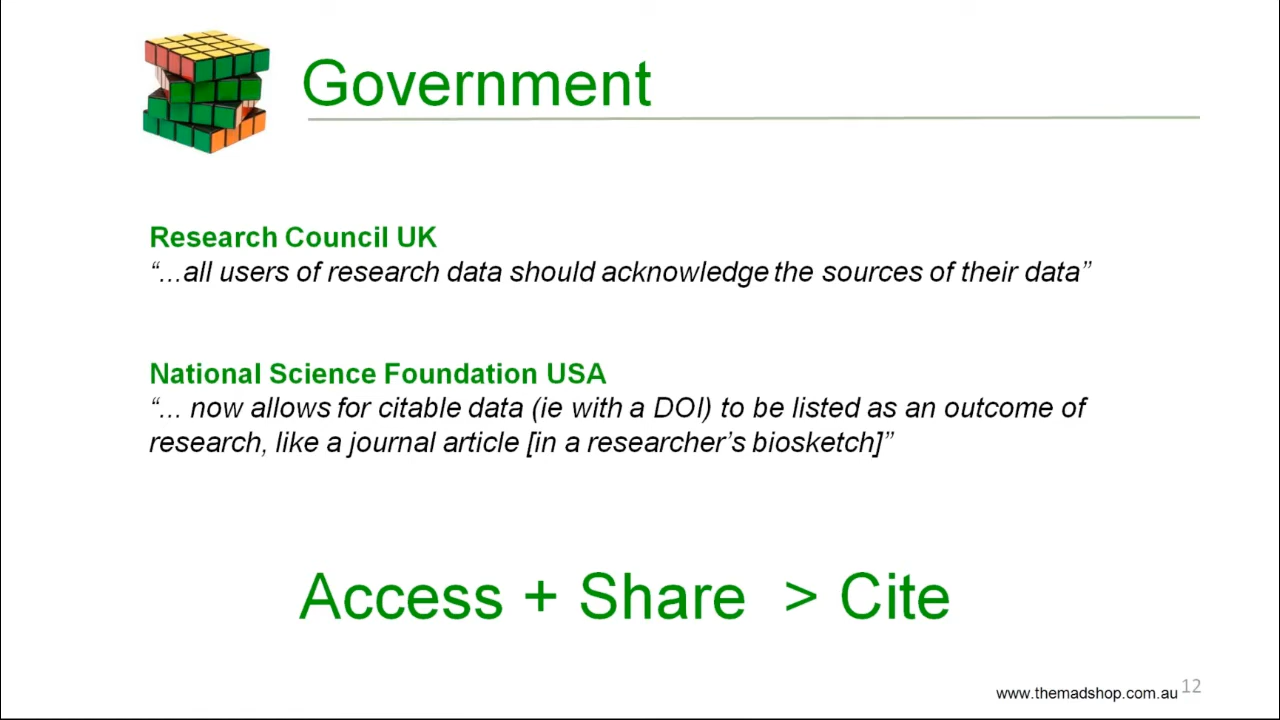 Government
Research Council UK
“...all users of research data should acknowledge the sources of their data”
National Science Foundation USA
“... now allows for citable data (ie with a DOI) to be listed as an outcome of
research, like a journal article [in a researcher’s biosketch]”
Access + Share > Cite
www.themadshop.com.au 12